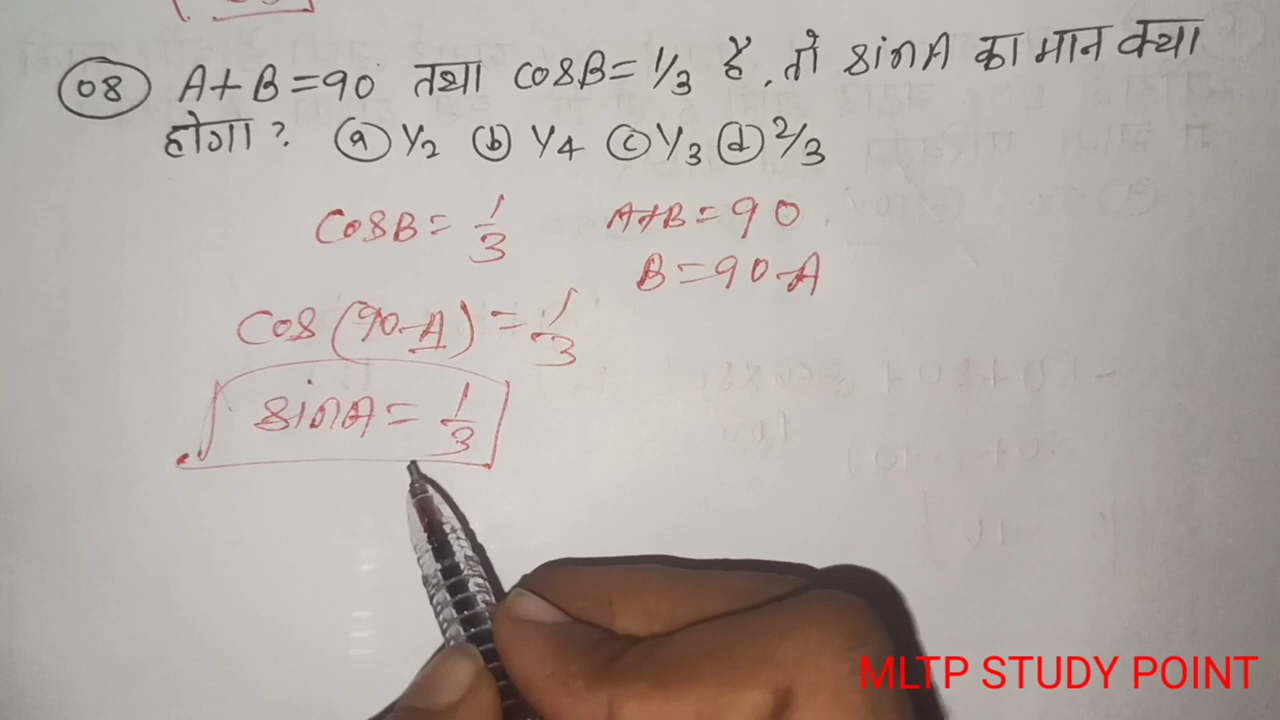 08 A+B=90 तथा cosB=1/3 है, तो sinA का मान क्या
होगा? (a) 1/2 (b) 1/4 (c) 1/3 (d) 2/3
cosB = 1/3 A+B=90
B=90-A
cos(90-A) = 1/3
sinA = 1/3
MLTP STUDY POINT